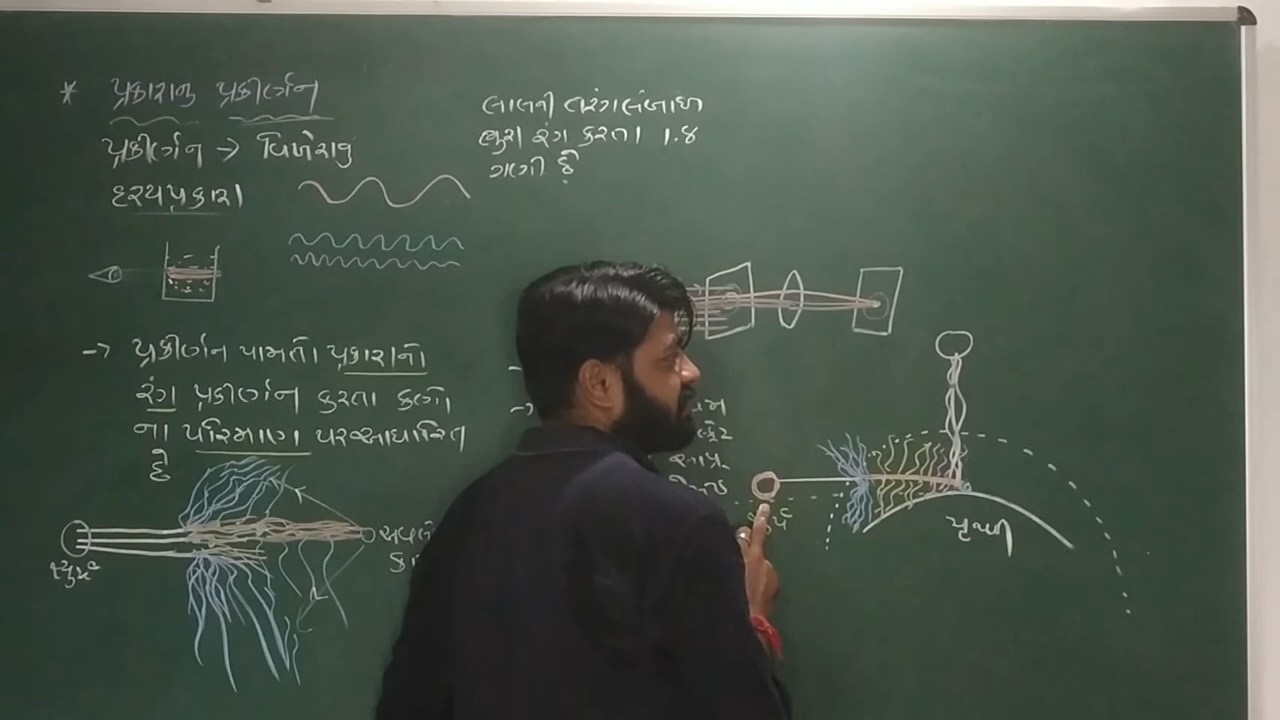 * પ્રકાશનુ પ્રકીર્ણન
પ્રકીર્ણન → વિખેરાવુ
દ્રશ્યપ્રકાશ
લાલની તરંગલંબાઇ
ભુરા રંગ કરતા 1.8
ગણી છે
→ પ્રકીર્ણન પામતા પ્રકાશનો
રંગ પ્રકીર્ણન કરતા કણો
ના પરિમાણ પર આધારિત
છે
સુર્ય
પૃથ્વી